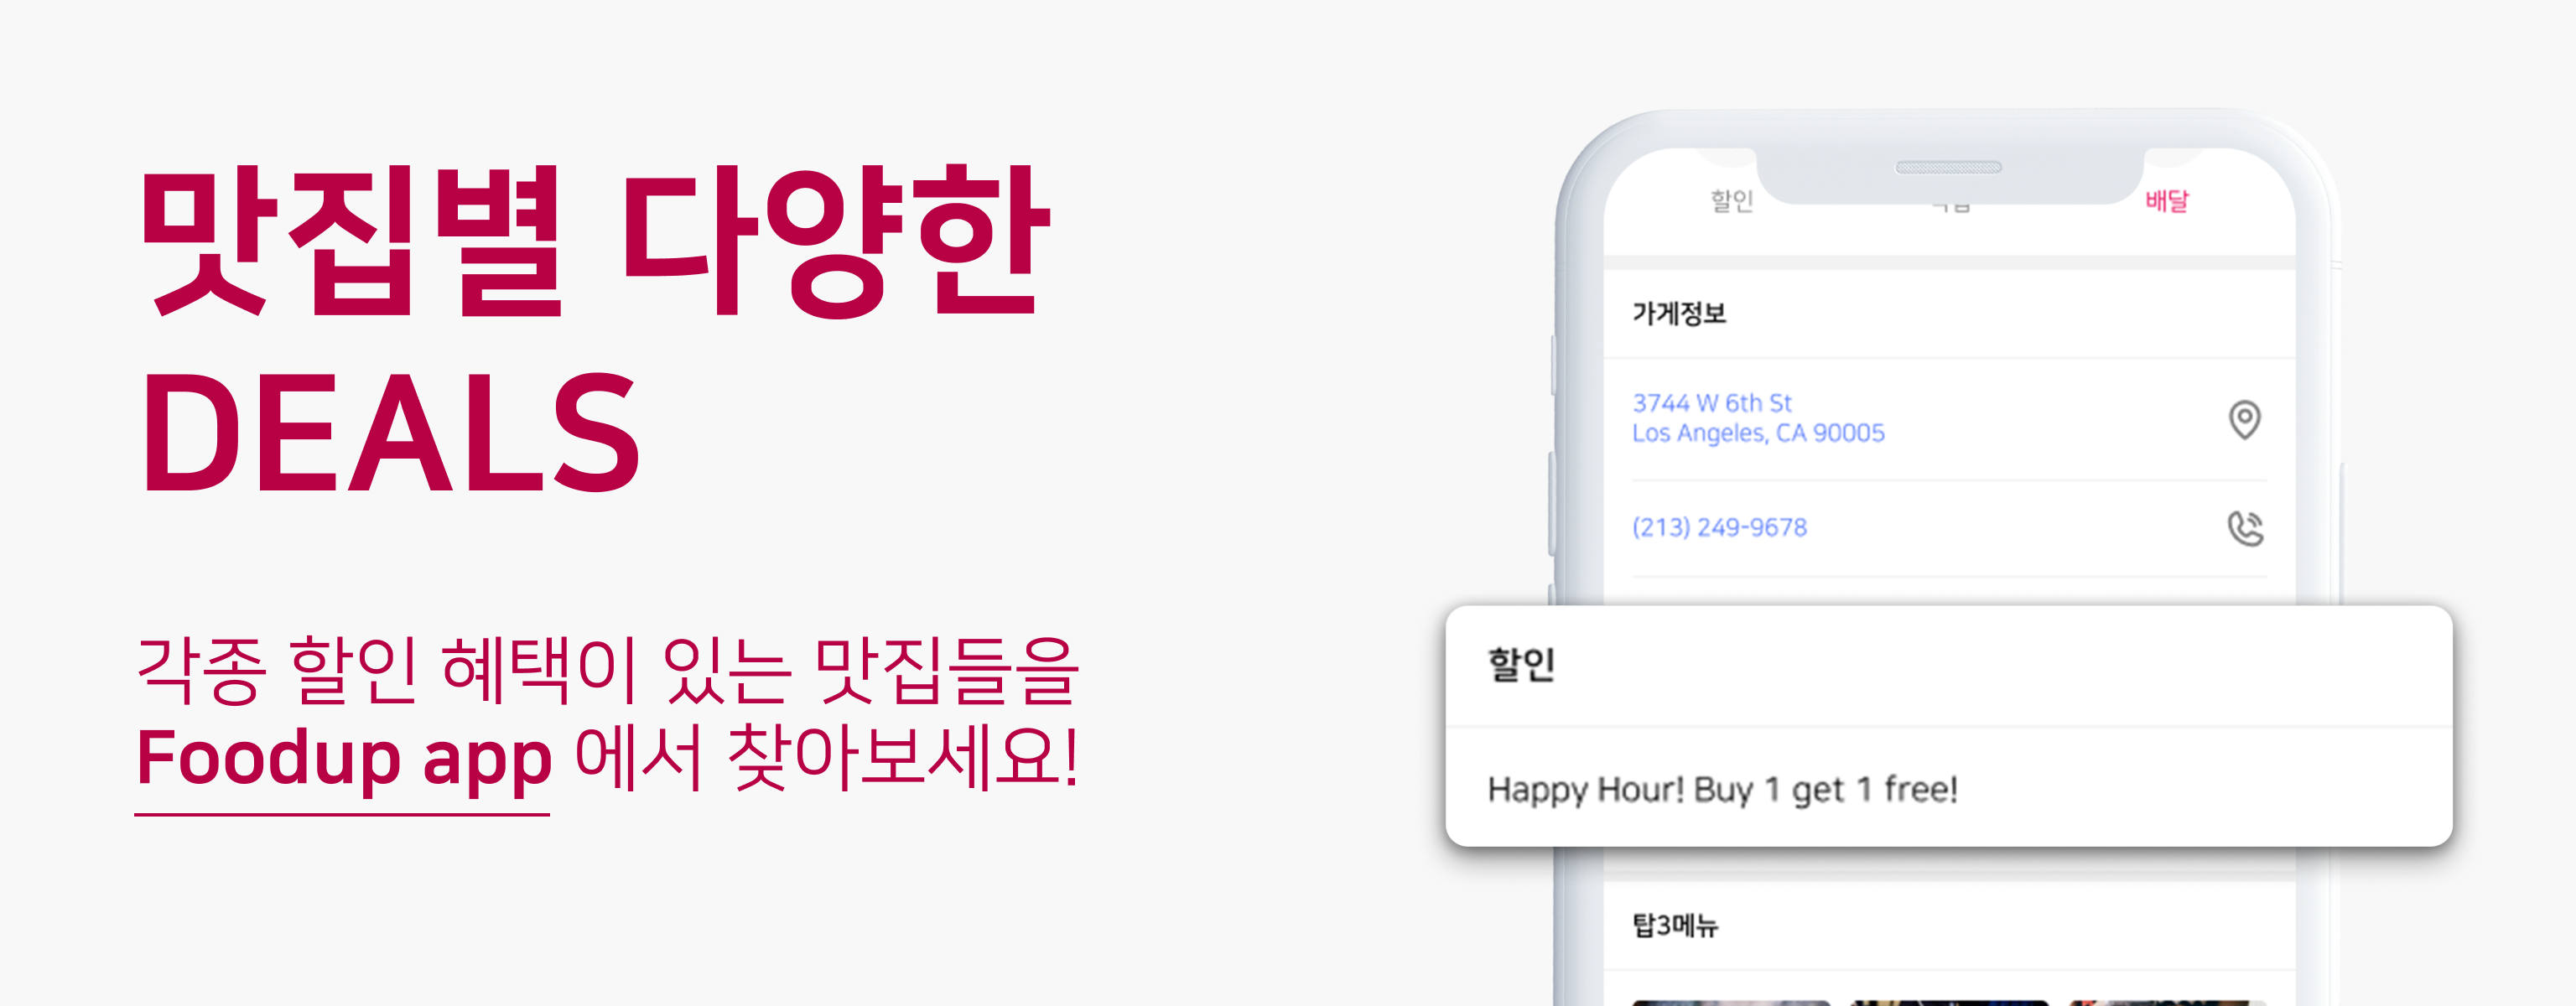 맛집별 다양한
DEALS
각종 할인 혜택이 있는 맛집들을
Foodup app 에서 찾아보세요!
할인
배달
가게정보
3744 W 6th St
Los Angeles, CA 90005
(213) 249-9678
할인
Happy Hour! Buy 1 get 1 free!
탑3메뉴